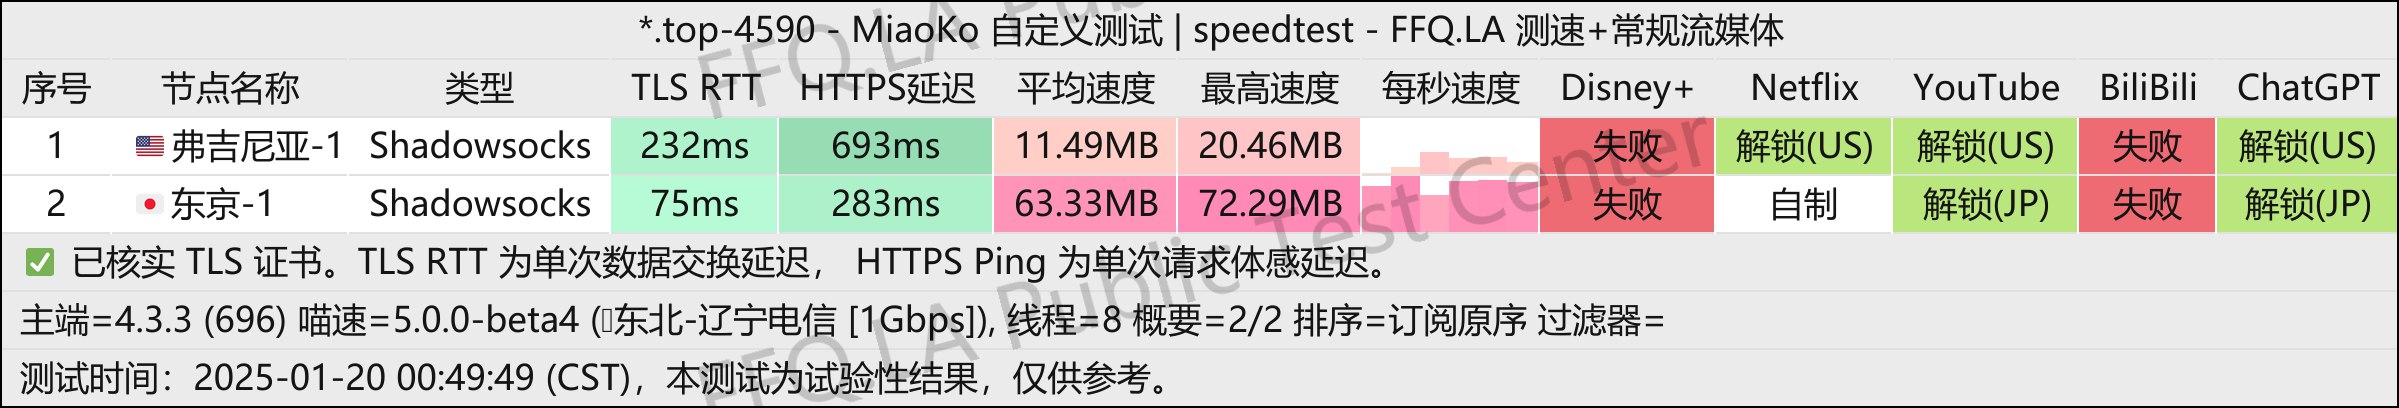 *.top-4590 - MiaoKo 自定义测试 | speedtest - FFQ.LA 测速+常规流媒体
序号 节点名称 类型 TLS RTT HTTPS延迟 平均速度 最高速度 每秒速度 Disney+ Netflix YouTube BiliBili ChatGPT
1 弗吉尼亚-1 Shadowsocks 232ms 693ms 11.49MB 20.46MB 失败 解锁(US) 解锁(US) 失败 解锁(US)
2 东京-1 Shadowsocks 75ms 283ms 63.33MB 72.29MB 失败 自制 解锁(JP) 失败 解锁(JP)
已核实 TLS 证书。TLS RTT 为单次数据交换延迟， HTTPS Ping 为单次请求体感延迟。
主端=4.3.3 (696) 喵速=5.0.0-beta4 (东北-辽宁电信 [1Gbps]), 线程=8 概要=2/2 排序=订阅原序 过滤器=
测试时间：2025-01-20 00:49:49 (CST)，本测试为试验性结果，仅供参考。
FFQ.LA Public
FFQ.LA Public Test Center